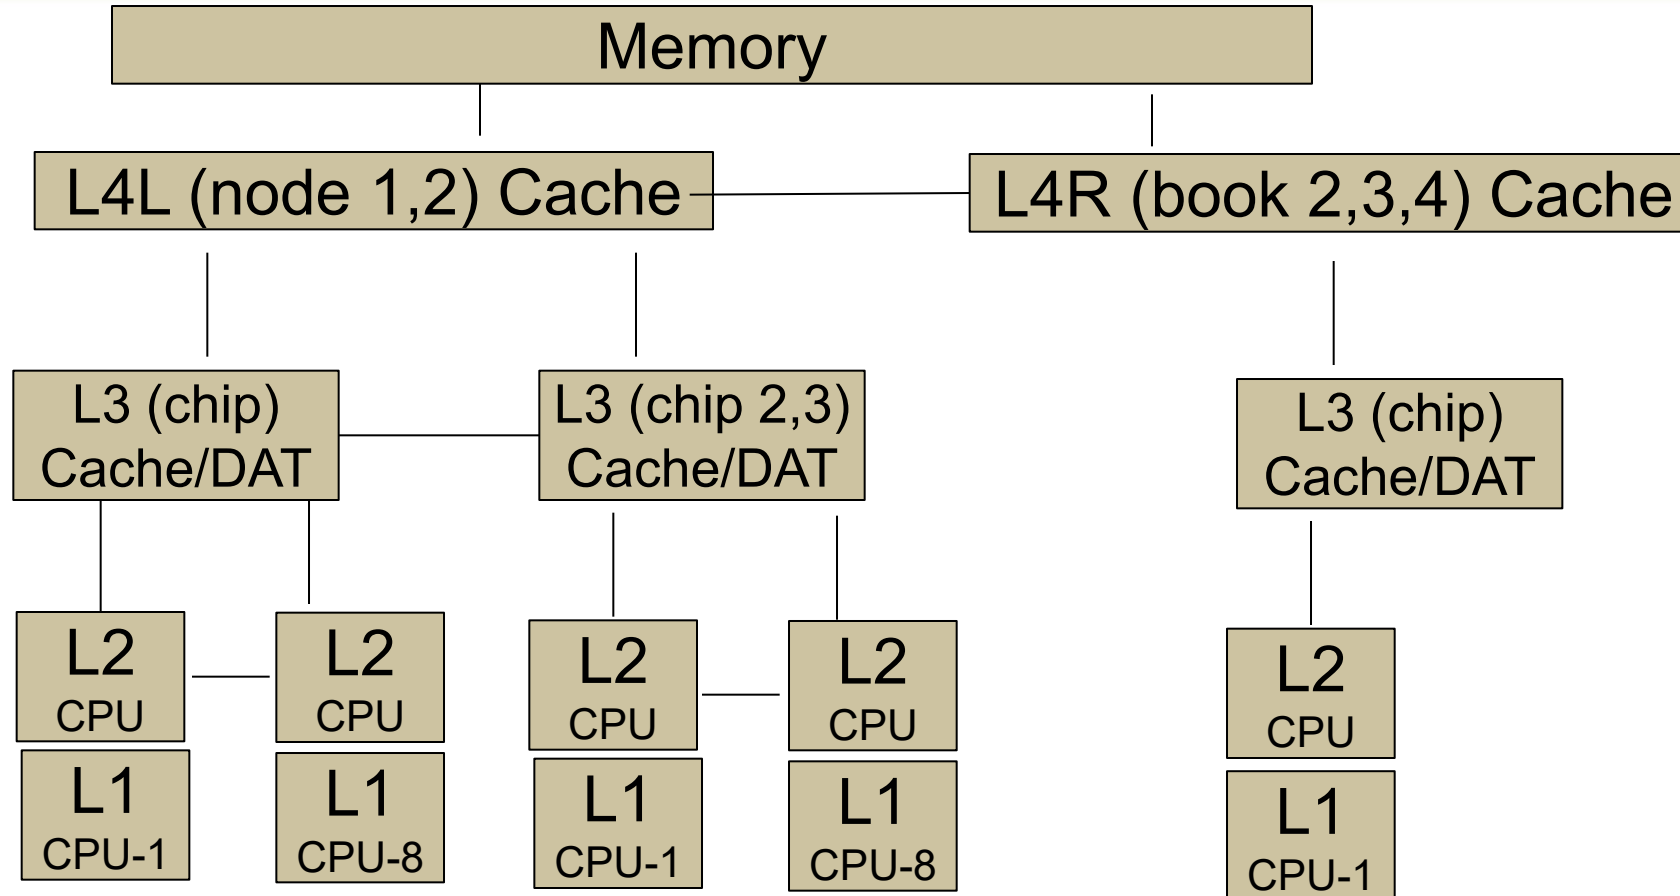 Memory
L4L (node 1,2) Cache
L4R (book 2,3,4) Cache
L3 (chip)
Cache/DAT
L3 (chip 2,3)
Cache/DAT
L3 (chip)
Cache/DAT
L2
CPU
L2
CPU
L2
CPU
L2
CPU
L2
CPU
L1
CPU-1
L1
CPU-8
L1
CPU-1
L1
CPU-8
L1
CPU-1